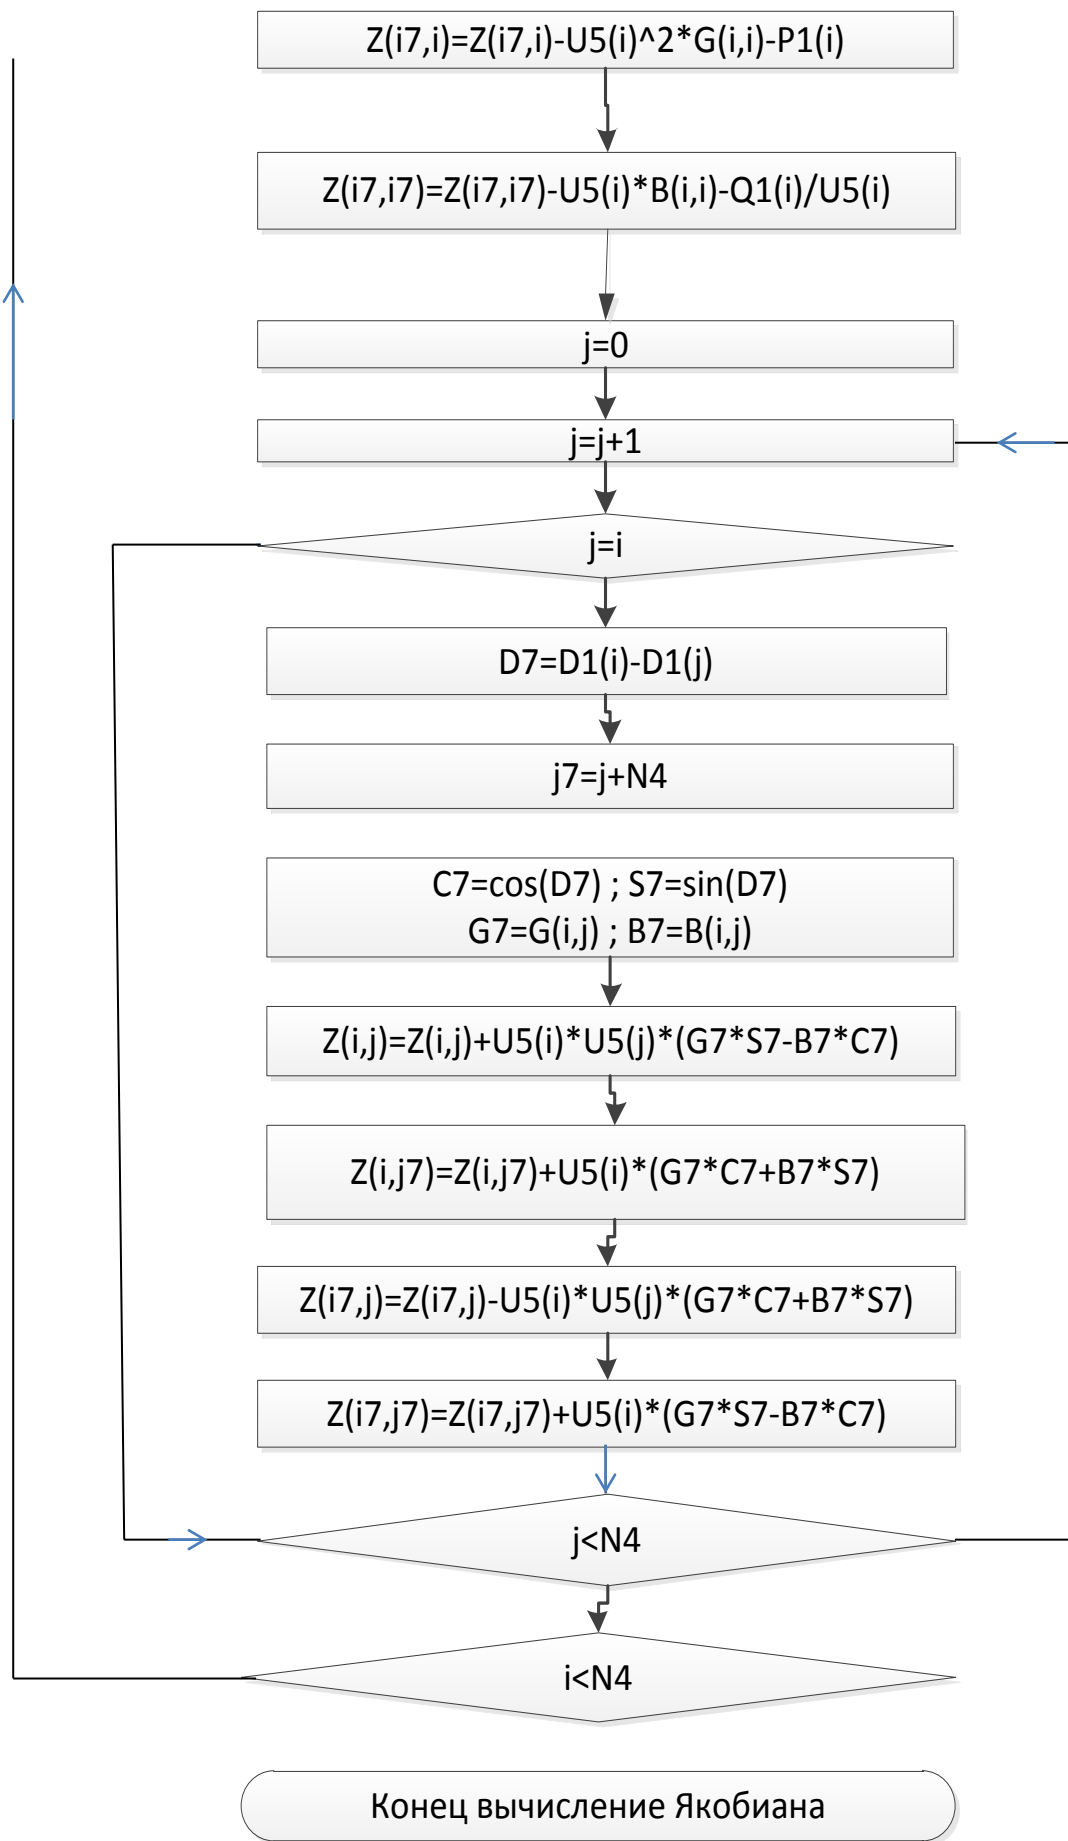 Z(i7,i)=Z(i7,i)-U5(i)^2*G(i,i)-P1(i)
Z(i7,i7)=Z(i7,i7)-U5(i)*B(i,i)-Q1(i)/U5(i)
j=0
j=j+1
j=i
D7=D1(i)-D1(j)
j7=j+N4
C7=cos(D7) ; S7=sin(D7)
G7=G(i,j) ; B7=B(i,j)
Z(i,j)=Z(i,j)+U5(i)*U5(j)*(G7*S7-B7*C7)
Z(i,j7)=Z(i,j7)+U5(i)*(G7*C7+B7*S7)
Z(i7,j)=Z(i7,j)-U5(i)*U5(j)*(G7*C7+B7*S7)
Z(i7,j7)=Z(i7,j7)+U5(i)*(G7*S7-B7*C7)
j<N4
i<N4
Конец вычисление Якобиана